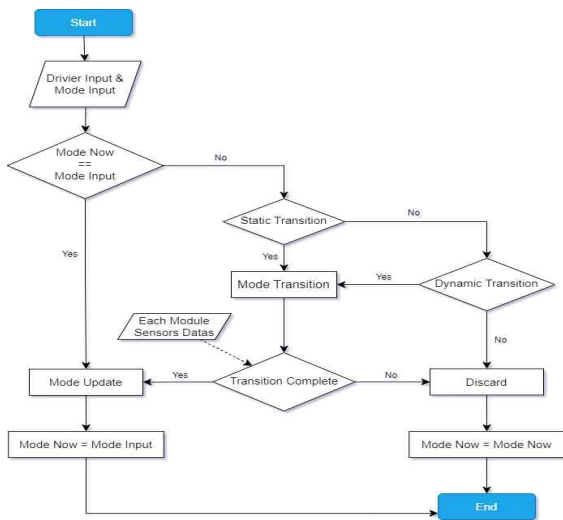 Start
Drivier Input &
Mode Input
Mode Now
==
Mode Input
No
Static Transition
No
Yes
Yes
Mode Transition
Yes
Dynamic Transition
Each Module
Sensors Datas
No
Mode Update
Yes
Transition Complete
No
Discard
Mode Now = Mode Input
Mode Now = Mode Now
End